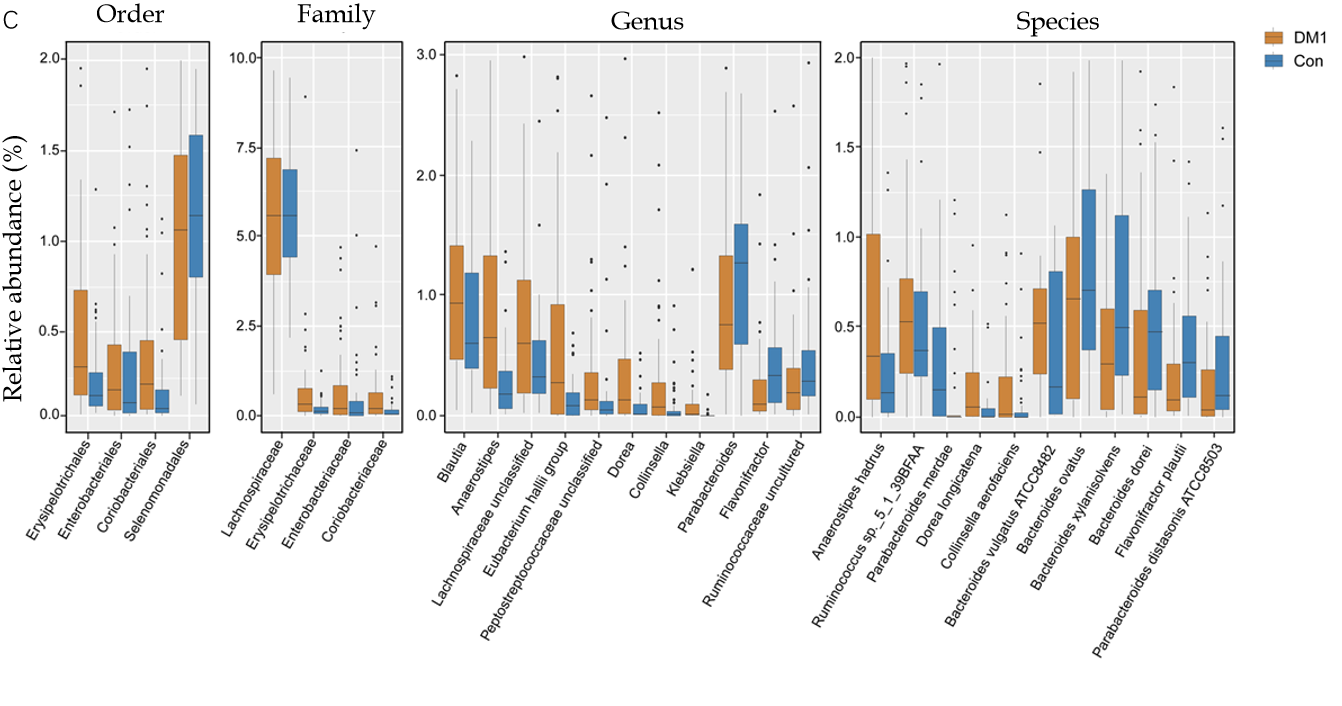 C
Order
Family
Genus
Species
DM1
Con
Relative abundance (%)
2.0
1.5
1.0
0.5
0.0
10.0
7.5
5.0
2.5
0.0
3.0
2.0
1.0
0.0
2.0
1.5
1.0
0.5
0.0
Erysipelotrichales
Enterobacteriales
Coriobacteriales
Selenomonadales
Lachnospiraceae
Erysipelotrichaceae
Enterobacteriaceae
Coriobacteriaceae
Blautia
Anaerostipes
Lachnospiraceae unclassified
Eubacterium hallii group
Peptostreptococcaceae unclassified
Dorea
Collinsella
Klebsiella
Parabacteroides
Flavonifractor
Ruminococcaceae uncultured
Anaerostipes hadrus
Ruminococcus sp._5_1_39BFAA
Parabacteroides merdae
Dorea longicatena
Collinsella aerofaciens
Bacteroides vulgatus ATCC8482
Bacteroides ovatus
Bacteroides xylanisolvens
Bacteroides dorei
Flavonifractor plautii
Parabacteroides distasonis ATCC8503